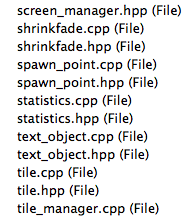 screen_manager.hpp (File)
shrinkfade.cpp (File)
shrinkfade.hpp (File)
spawn_point.cpp (File)
spawn_point.hpp (File)
statistics.cpp (File)
statistics.hpp (File)
text_object.cpp (File)
text_object.hpp (File)
tile.cpp (File)
tile.hpp (File)
tile_manager.cpp (File)